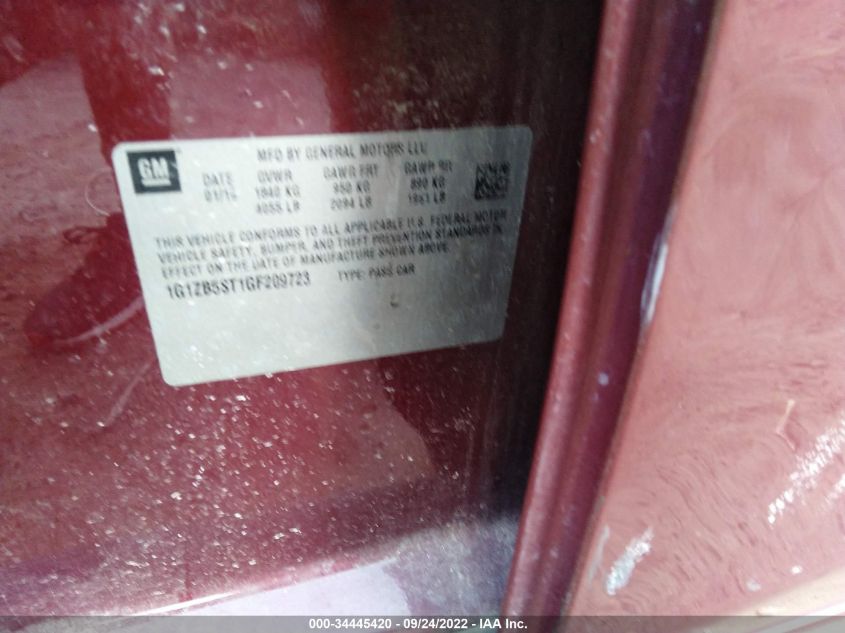 GM
MFD BY GENERAL MOTORS LLC
DATE GVWR GAWR FRT GAWR RR
1840 KG 950 KG 890 KG
4055 LB 2094 LB LB
THIS VEHICLE CONFORMS TO ALL APPLICABLE U.S. FEDERAL MOTOR
VEHICLE SAFETY, BUMPER, AND THEFT PREVENTION STANDARDS IN
EFFECT ON THE DATE OF MANUFACTURE SHOWN ABOVE.
1G1ZB5ST1GF209723 TYPE: PASS CAR
000-34445420 - 09/24/2022 - IAA Inc.